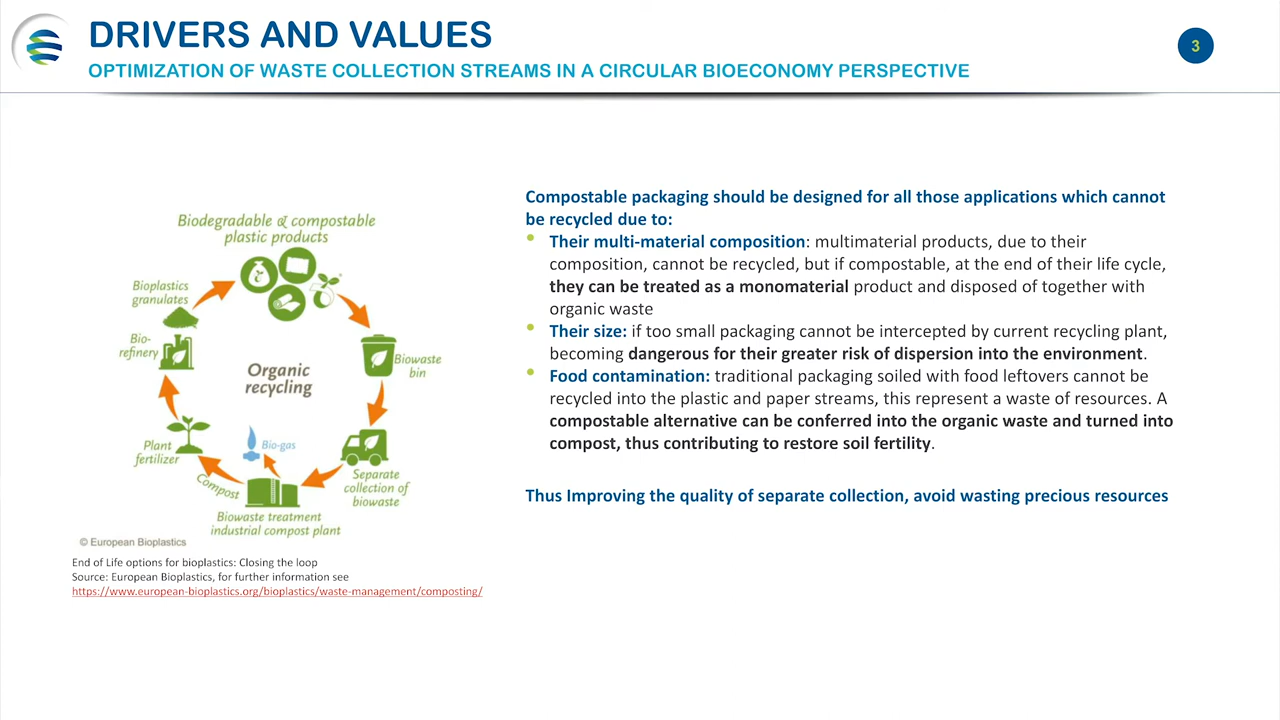 DRIVERS AND VALUES
OPTIMIZATION OF WASTE COLLECTION STREAMS IN A CIRCULAR BIOECONOMY PERSPECTIVE
3
Biodegradable & compostable
plastic products
Bioplastics
granulates
Bio-
refinery
Organic
recycling
Biowaste
bin
Plant
fertilizer
Bio-gas
Compost
Separate
collection of
biowaste
Biowaste treatment
industrial compost plant
© European Bioplastics
End of Life options for bioplastics: Closing the loop
Source: European Bioplastics, for further information see
https://www.european-bioplastics.org/bioplastics/waste-management/composting/
Compostable packaging should be designed for all those applications which cannot
be recycled due to:
• Their multi-material composition: multimaterial products, due to their
composition, cannot be recycled, but if compostable, at the end of their life cycle,
they can be treated as a monomaterial product and disposed of together with
organic waste
• Their size: if too small packaging cannot be intercepted by current recycling plant,
becoming dangerous for their greater risk of dispersion into the environment.
• Food contamination: traditional packaging soiled with food leftovers cannot be
recycled into the plastic and paper streams, this represent a waste of resources. A
compostable alternative can be conferred into the organic waste and turned into
compost, thus contributing to restore soil fertility.
Thus Improving the quality of separate collection, avoid wasting precious resources